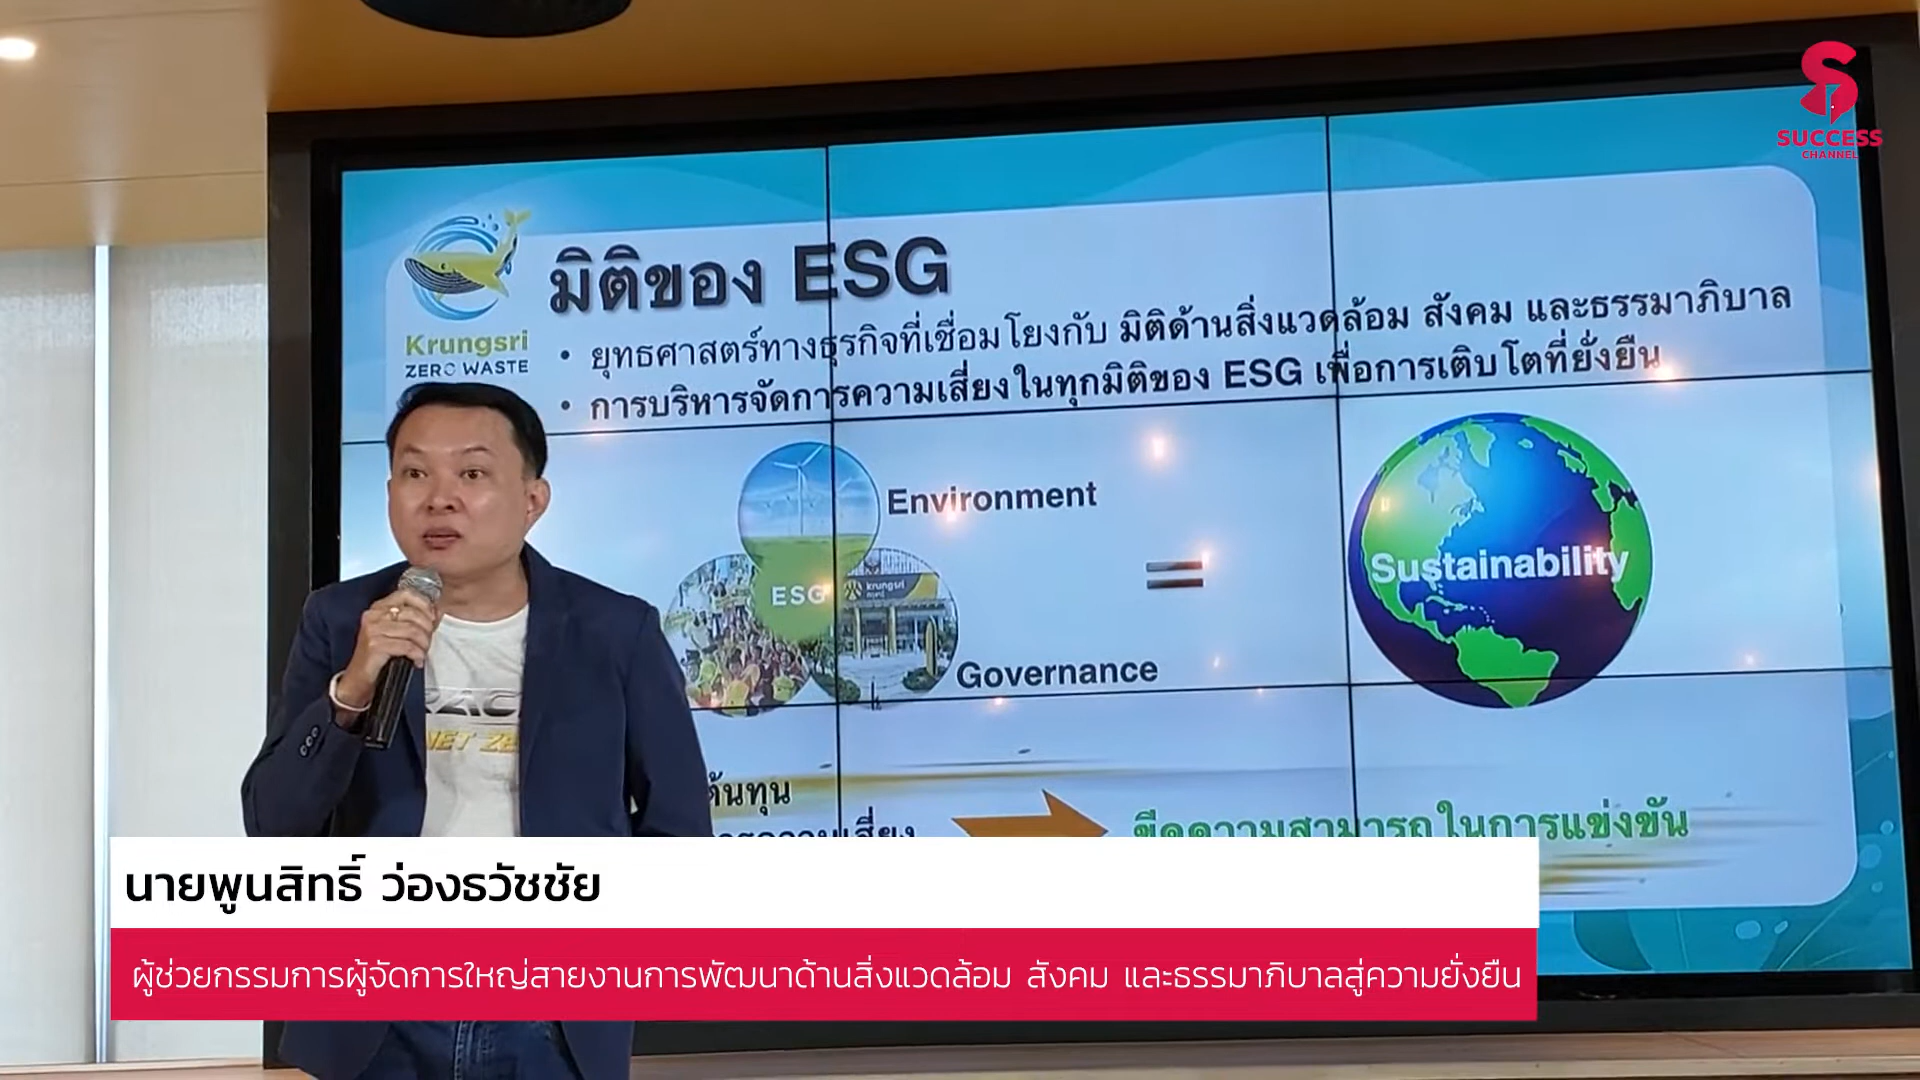 SUCCESS
CHANNEL
มิติของ ESG
Krungsri
ZERO WASTE
• ยุทธศาสตร์ทางธุรกิจที่เชื่อมโยงกับ มิติด้านสิ่งแวดล้อม สังคม และธรรมาภิบาล
• การบริหารจัดการความเสี่ยงในทุกมิติของ ESG เพื่อการเติบโตที่ยั่งยืน
Environment
ESG
krungsri
กรุงศรี
=
Sustainability
Governance
NET ZE
ต้นทุน
ขีดความสามารถในการแข่งขัน
นายพูนสิทธิ์ ว่องธวัชชัย
ผู้ช่วยกรรมการผู้จัดการใหญ่สายงานการพัฒนาด้านสิ่งแวดล้อม สังคม และธรรมาภิบาลสู่ความยั่งยืน